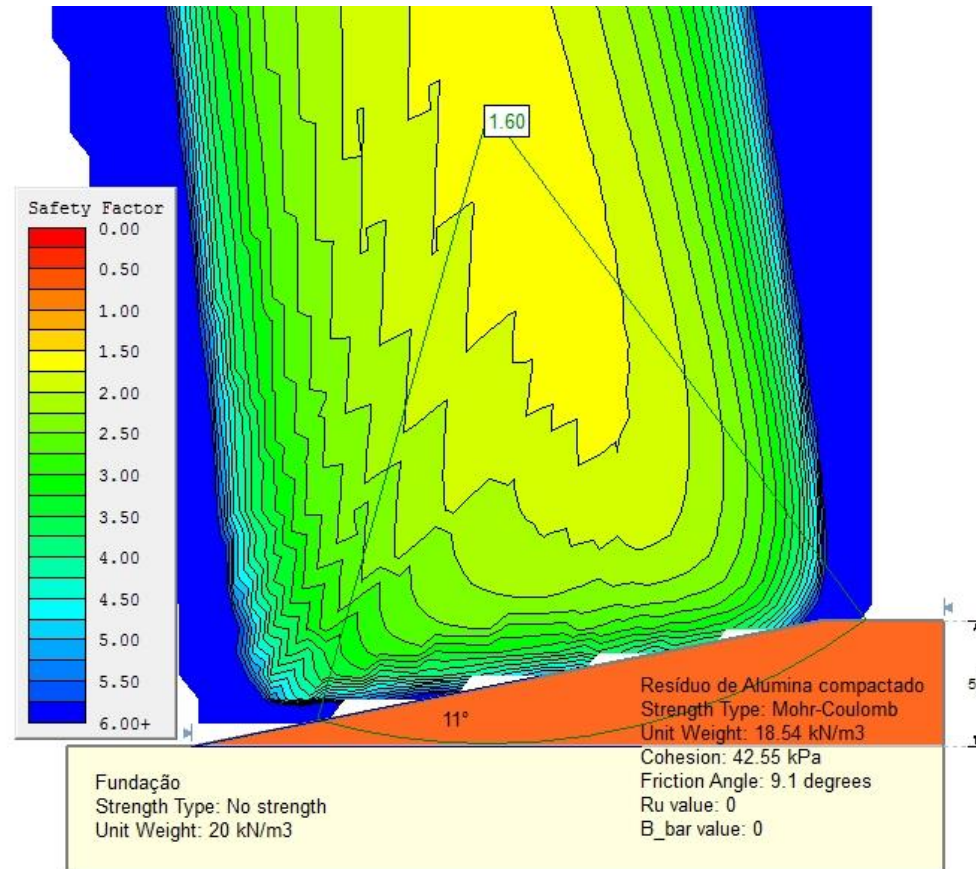 1.60
Safety Factor
0.00
0.50
1.00
1.50
2.00
2.50
3.00
3.50
4.00
4.50
5.00
5.50
6.00+
11°
Resíduo de Alumina compactado
Strength Type: Mohr-Coulomb
Unit Weight: 18.54 kN/m3
Cohesion: 42.55 kPa
Friction Angle: 9.1 degrees
Ru value: 0
B_bar value: 0
Fundação
Strength Type: No strength
Unit Weight: 20 kN/m3